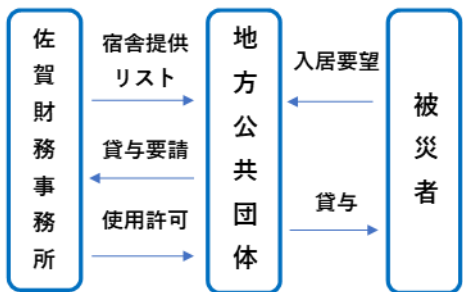 佐賀財務事務所
宿舎提供
リスト
貸与要請
使用許可
地方公共団体
入居要望
貸与
被災者